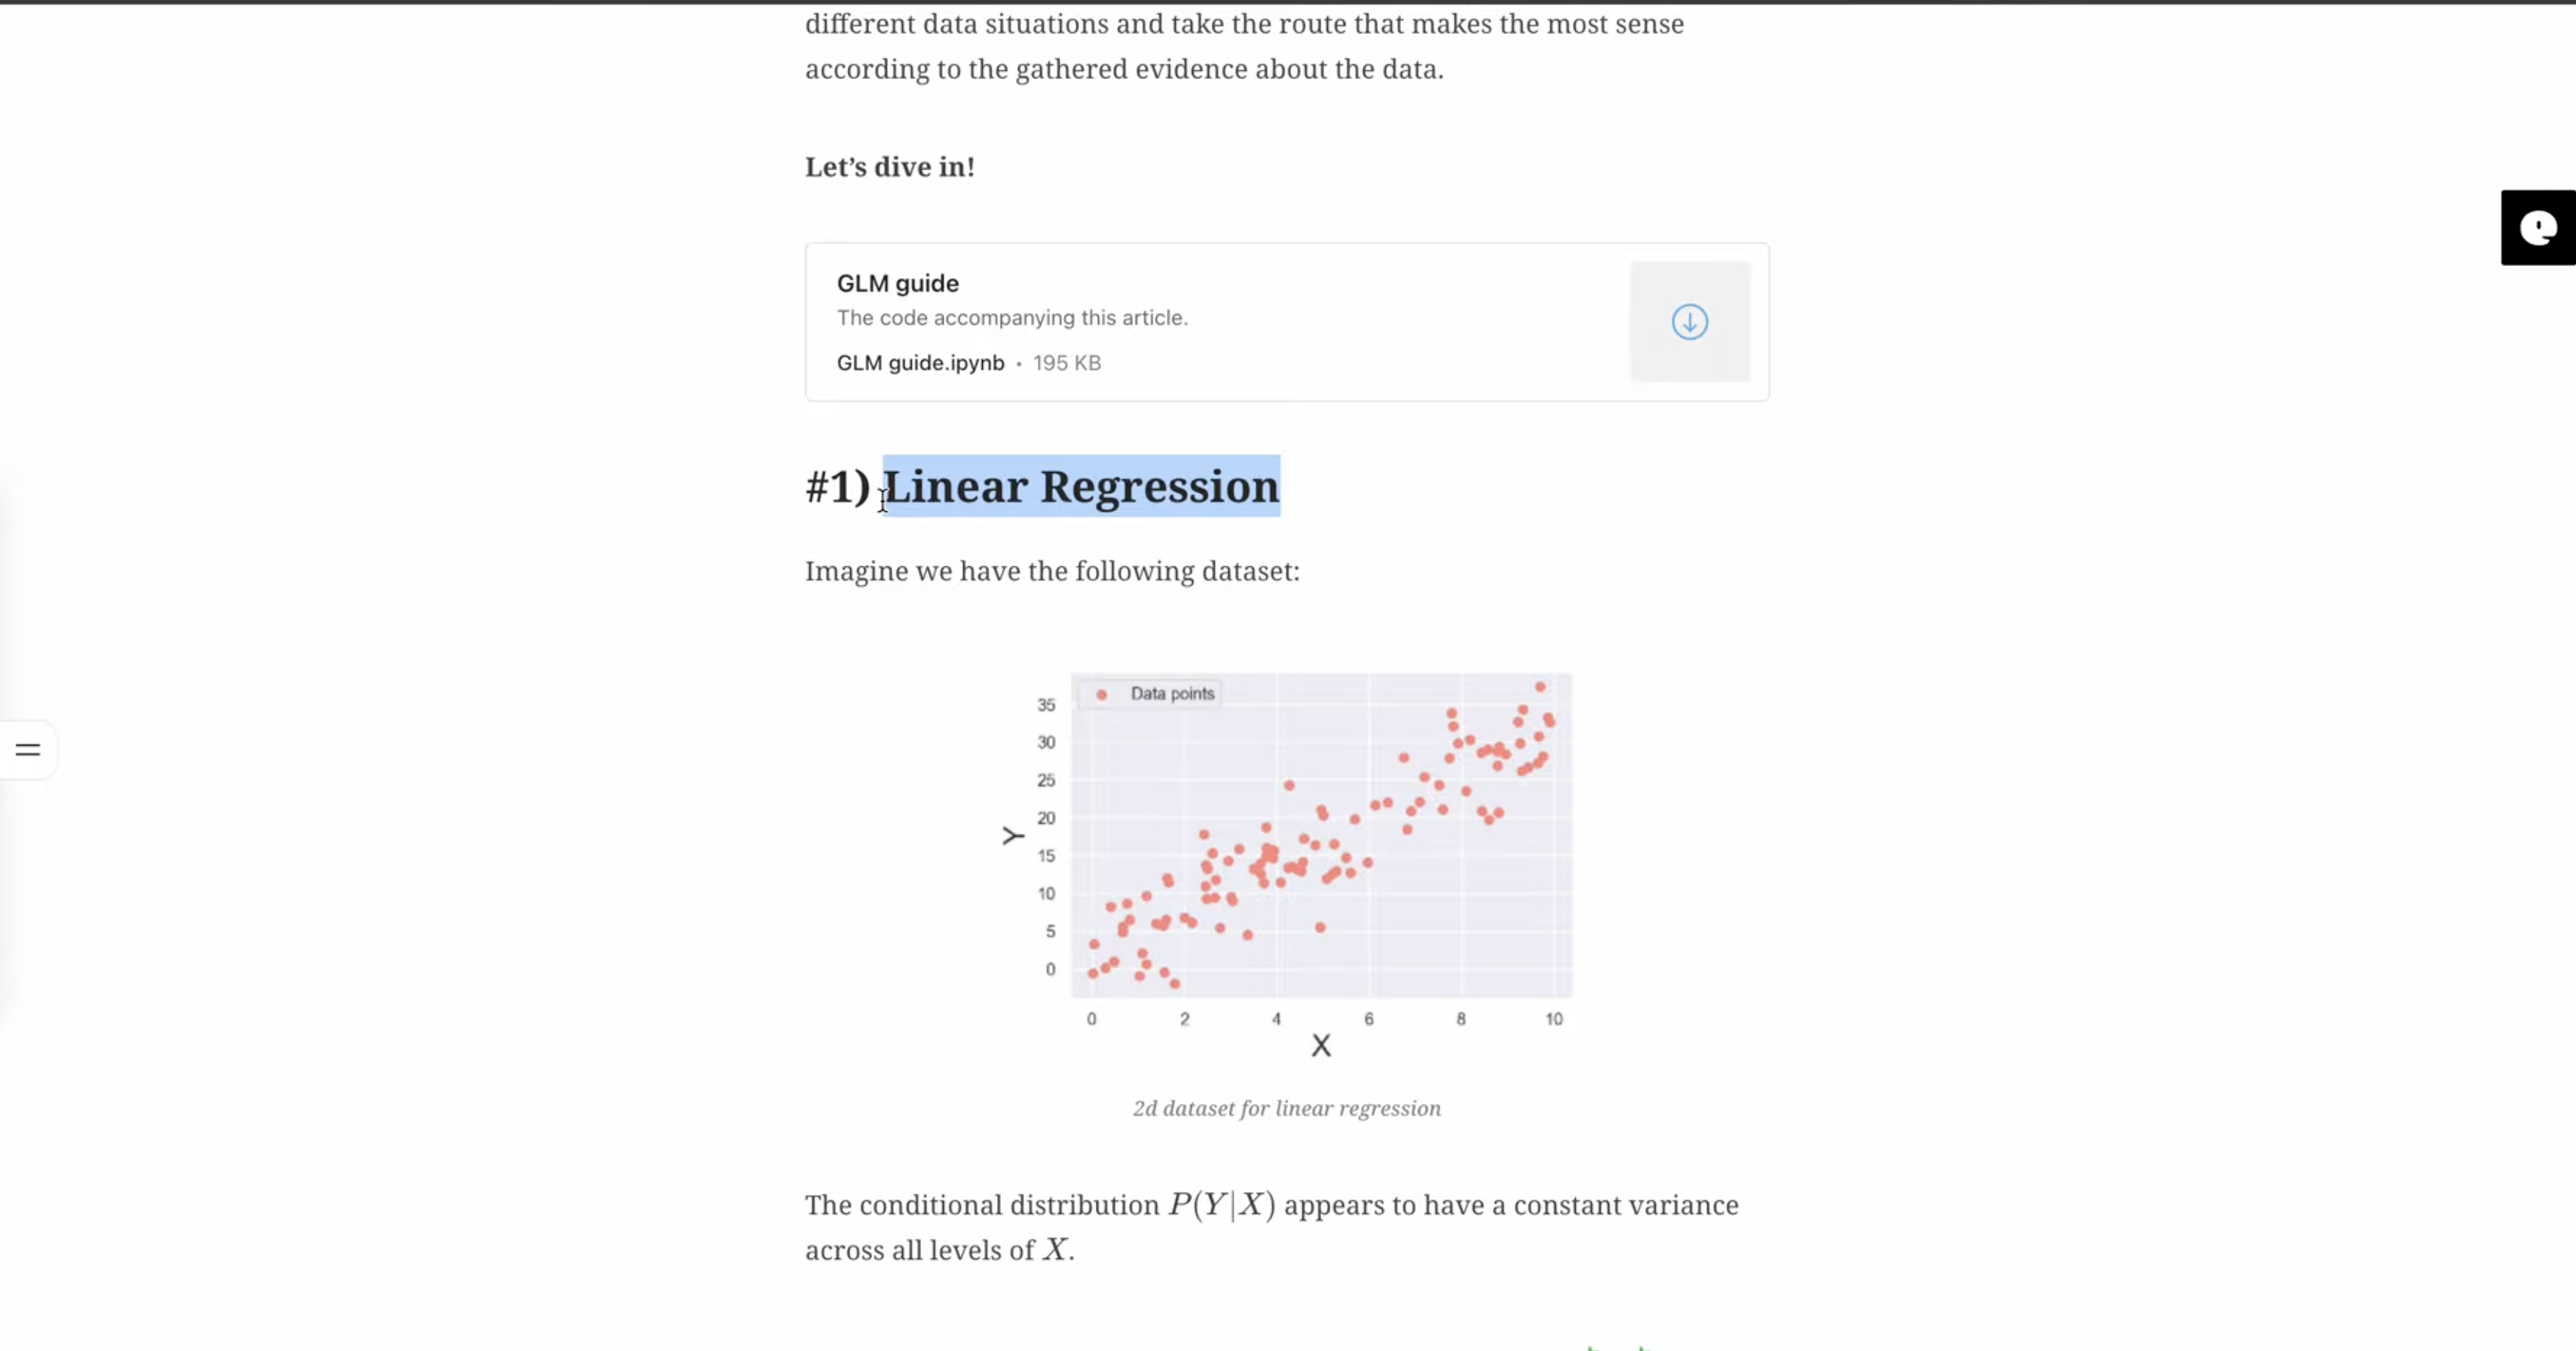 different data situations and take the route that makes the most sense
according to the gathered evidence about the data.
Let’s dive in!
GLM guide
The code accompanying this article.
GLM guide.ipynb • 195 KB
#1) Linear Regression
Imagine we have the following dataset:
Data points
35
30
25
20
15
10
5
0
Y
0 2 4 6 8 10
X
2d dataset for linear regression
The conditional distribution P(Y|X) appears to have a constant variance
across all levels of X.